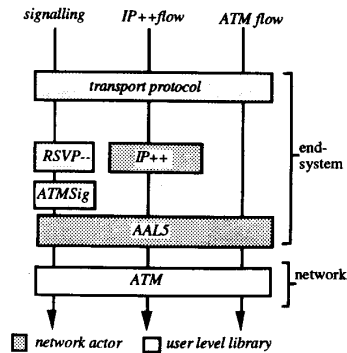 signalling IP++flow ATM flow
transport protocol
RSVP-- IP++
end-
system
ATMSig
AAL5
ATM
network
network actor user level library